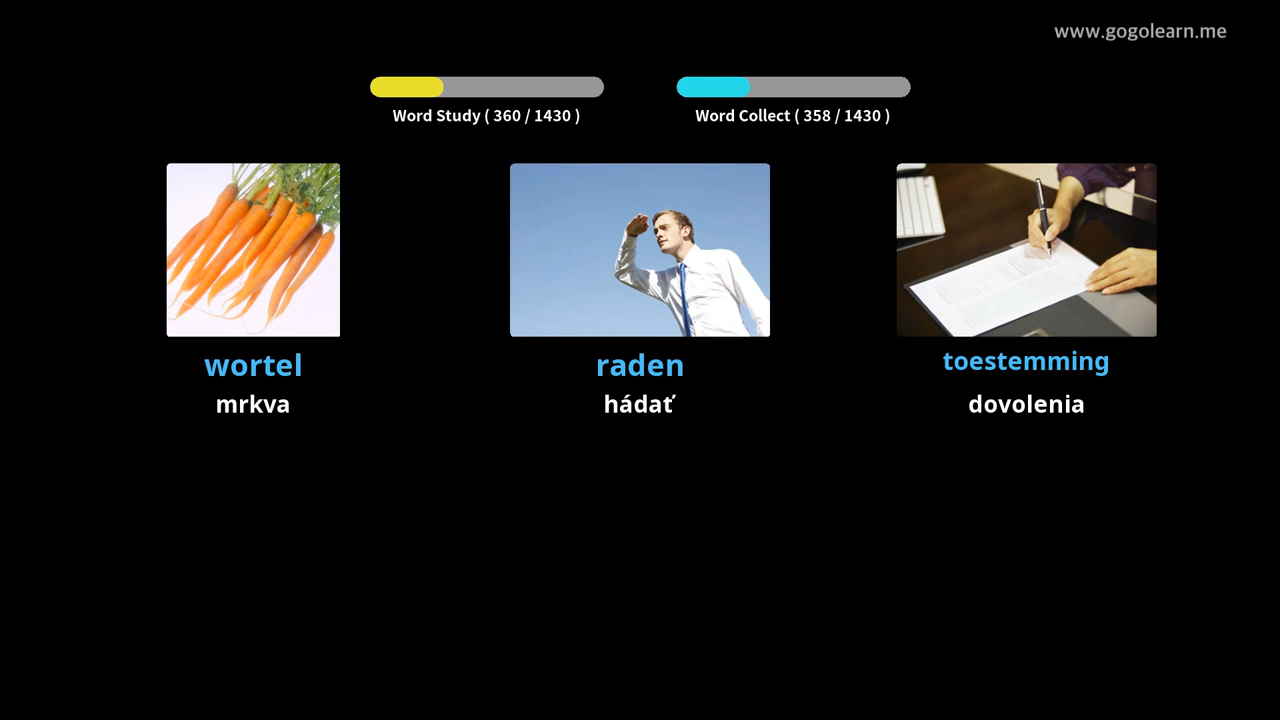 www.gogolearn.me
Word Study ( 360 / 1430 )
Word Collect ( 358 / 1430 )
wortel
mrkva
raden
hádať
toestemming
dovolenia